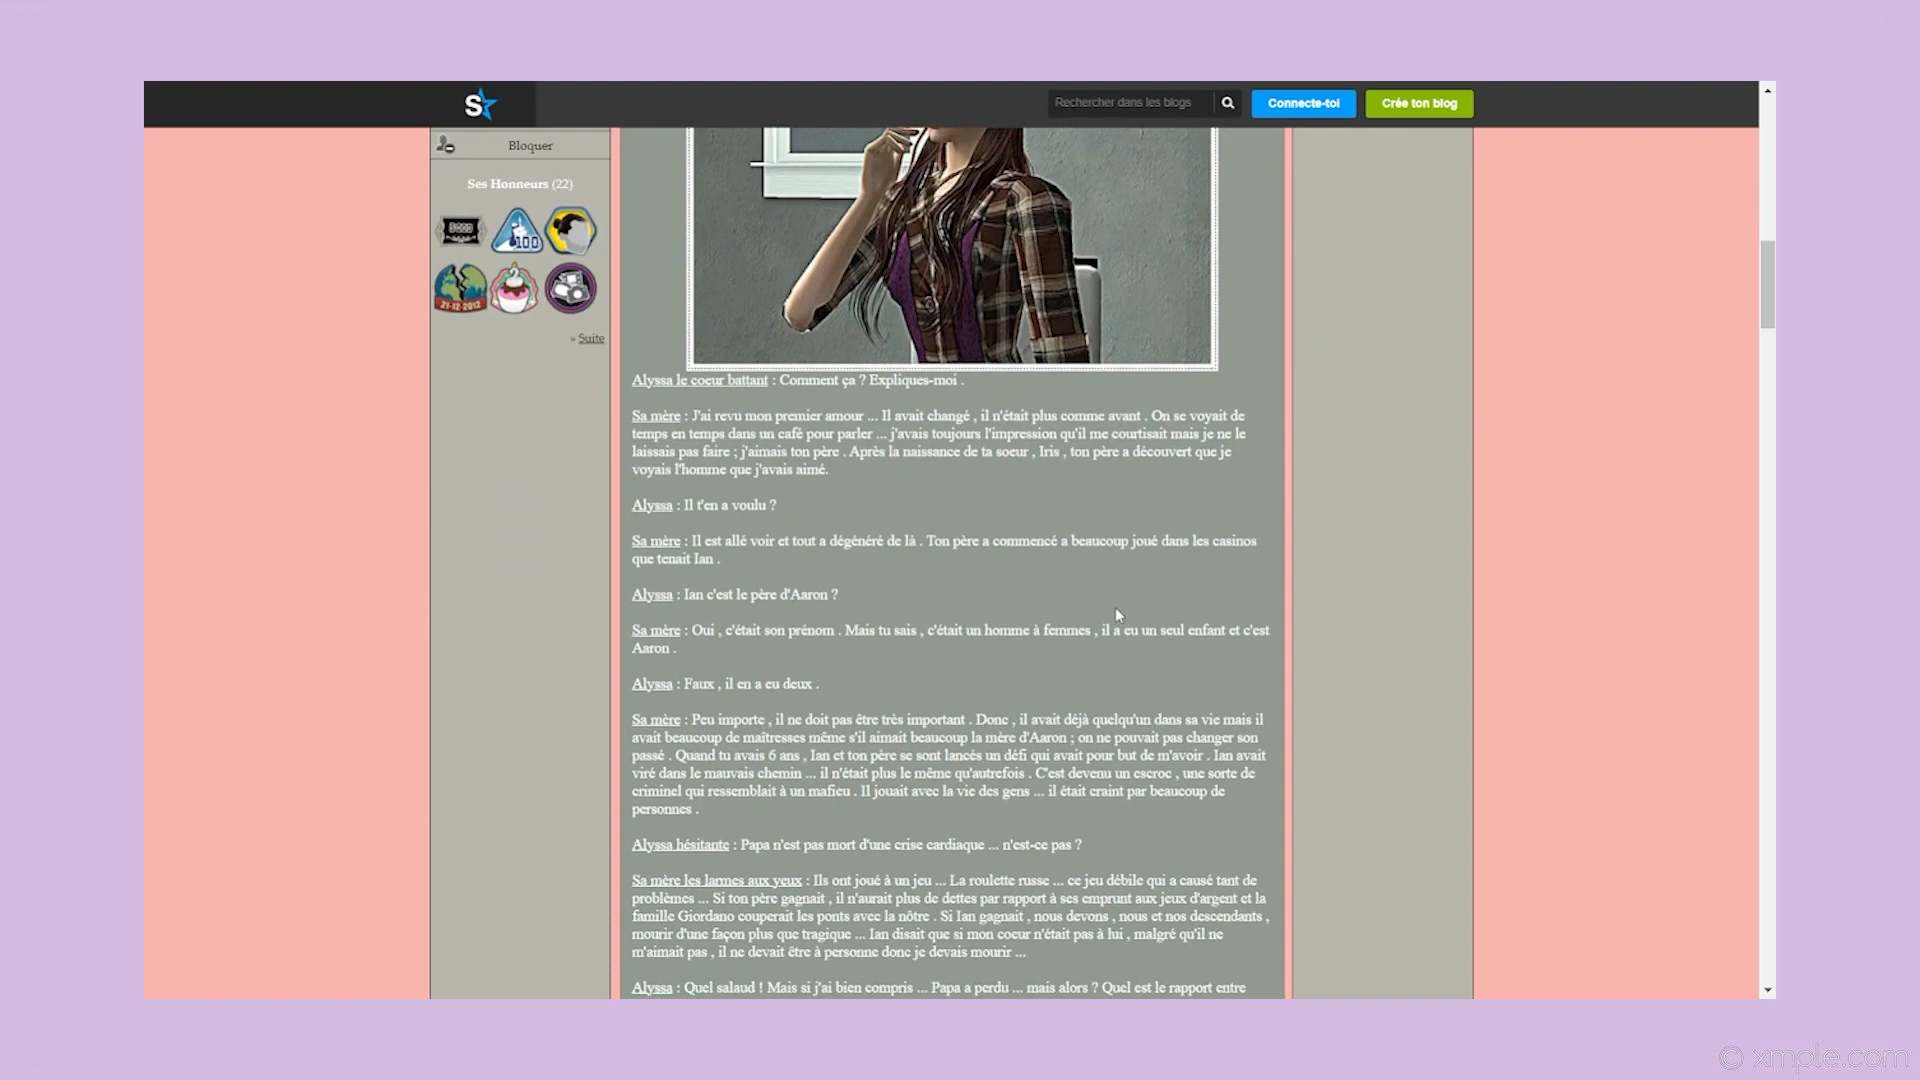 S
Rechercher dans les blogs
Connecte-toi
Crée ton blog
Bloquer
Ses Honneurs (22)
5000
100
21-12-2012
2
» Suite
Alyssa le coeur battant : Comment ça ? Expliques-moi .
Sa mère : J'ai revu mon premier amour ... Il avait changé , il n'était plus comme avant . On se voyait de
temps en temps dans un café pour parler ... j'avais toujours l'impression qu'il me courtisait mais je ne le
laissais pas faire ; j'aimais ton père . Après la naissance de ta soeur , Iris , ton père a découvert que je
voyais l'homme que j'avais aimé.
Alyssa : Il t'en a voulu ?
Sa mère : Il est allé voir et tout a dégénéré de là . Ton père a commencé a beaucoup joué dans les casinos
que tenait Ian .
Alyssa : Ian c'est le père d'Aaron ?
Sa mère : Oui , c'était son prénom . Mais tu sais , c'était un homme à femmes , il a eu un seul enfant et c'est
Aaron .
Alyssa : Faux , il en a eu deux .
Sa mère : Peu importe , il ne doit pas être très important . Donc , il avait déjà quelqu'un dans sa vie mais il
avait beaucoup de maîtresses même s'il aimait beaucoup la mère d'Aaron ; on ne pouvait pas changer son
passé . Quand tu avais 6 ans , Ian et ton père se sont lancés un défi qui avait pour but de m'avoir . Ian avait
viré dans le mauvais chemin ... il n'était plus le même qu'autrefois . C'est devenu un escroc , une sorte de
criminel qui ressemblait à un mafieu . Il jouait avec la vie des gens ... il était craint par beaucoup de
personnes .
Alyssa hésitante : Papa n'est pas mort d'une crise cardiaque ... n'est-ce pas ?
Sa mère les larmes aux yeux : Ils ont joué à un jeu ... La roulette russe ... ce jeu débile qui a causé tant de
problèmes ... Si ton père gagnait , il n'aurait plus de dettes par rapport à ses emprunt aux jeux d'argent et la
famille Giordano couperait les ponts avec la nôtre . Si Ian gagnait , nous devons , nous et nos descendants ,
mourir d'une façon plus que tragique ... Ian disait que si mon coeur n'était pas à lui , malgré qu'il ne
m'aimait pas , il ne devait être à personne donc je devais mourir ...
Alyssa : Quel salaud ! Mais si j'ai bien compris ... Papa a perdu ... mais alors ? Quel est le rapport entre
© xmple.com